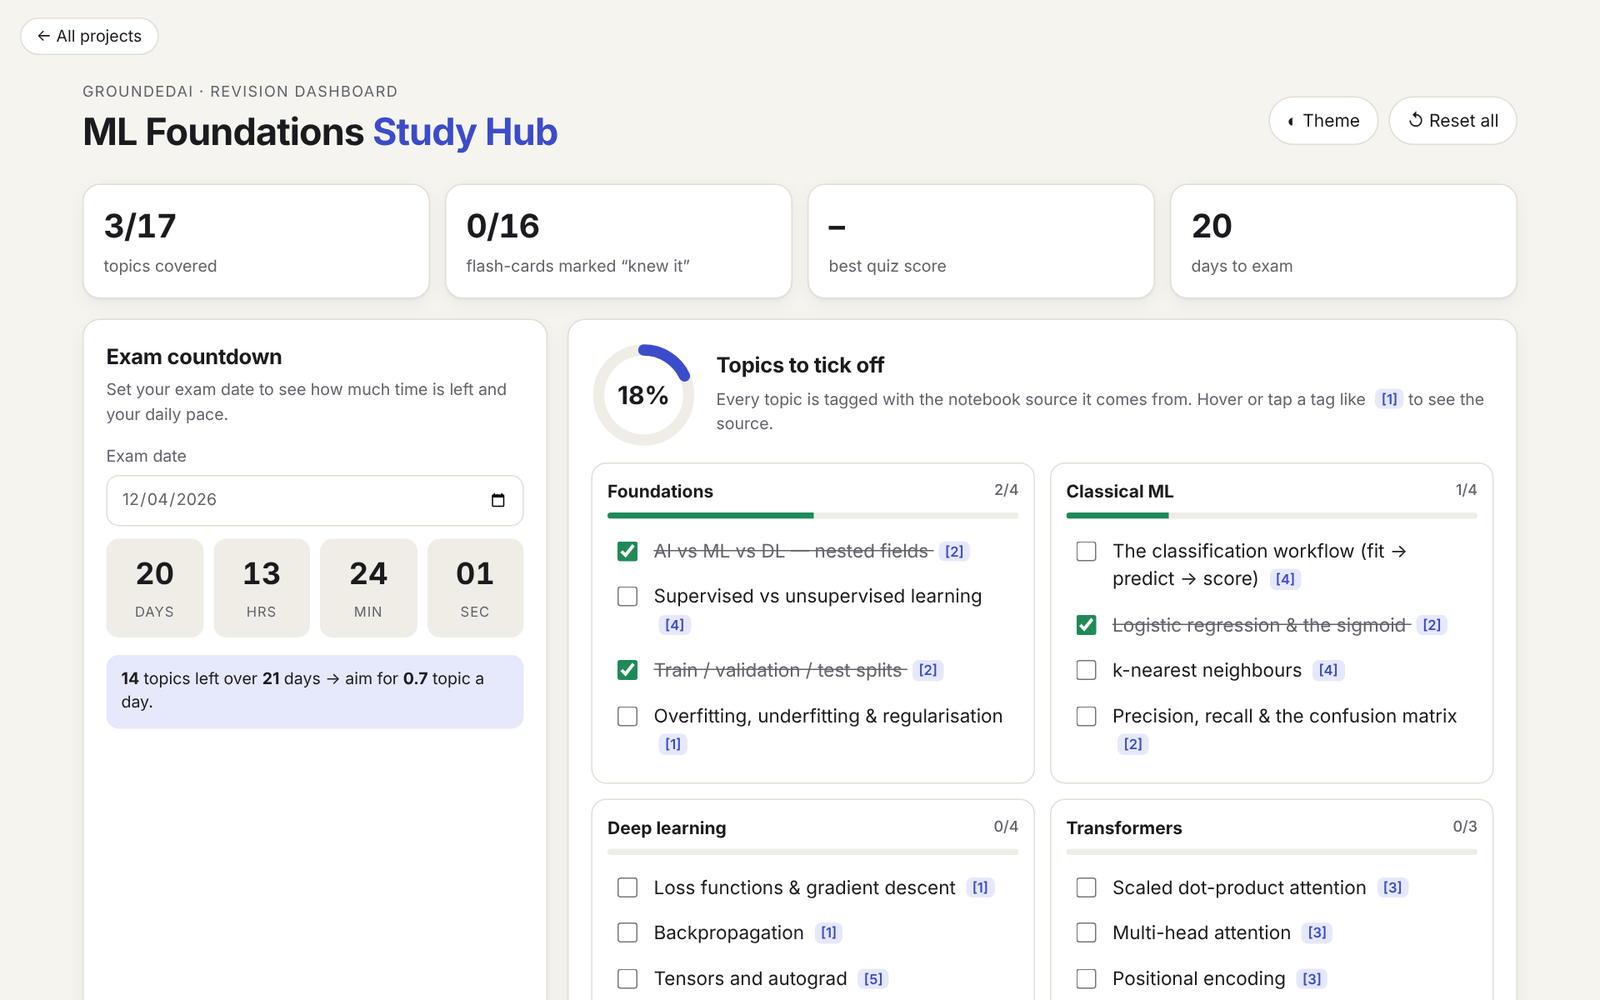 ← All projects
GROUNDEDAI · REVISION DASHBOARD
ML Foundations Study Hub
Theme
Reset all
3/17
topics covered
0/16
flash-cards marked “knew it”
–
best quiz score
20
days to exam
Exam countdown
Set your exam date to see how much time is left and
your daily pace.
Exam date
12/04/2026
20
DAYS
13
HRS
24
MIN
01
SEC
14 topics left over 21 days → aim for 0.7 topic a
day.
18%
Topics to tick off
Every topic is tagged with the notebook source it comes from. Hover or tap a tag like [1] to see the
source.
Foundations 2/4
AI vs ML vs DL — nested fields [2]
Supervised vs unsupervised learning
[4]
Train / validation / test splits [2]
Overfitting, underfitting & regularisation
[1]
Classical ML 1/4
The classification workflow (fit →
predict → score) [4]
Logistic regression & the sigmoid [2]
k-nearest neighbours [4]
Precision, recall & the confusion matrix
[2]
Deep learning 0/4
Loss functions & gradient descent [1]
Backpropagation [1]
Tensors and autograd [5]
Transformers 0/3
Scaled dot-product attention [3]
Multi-head attention [3]
Positional encoding [3]